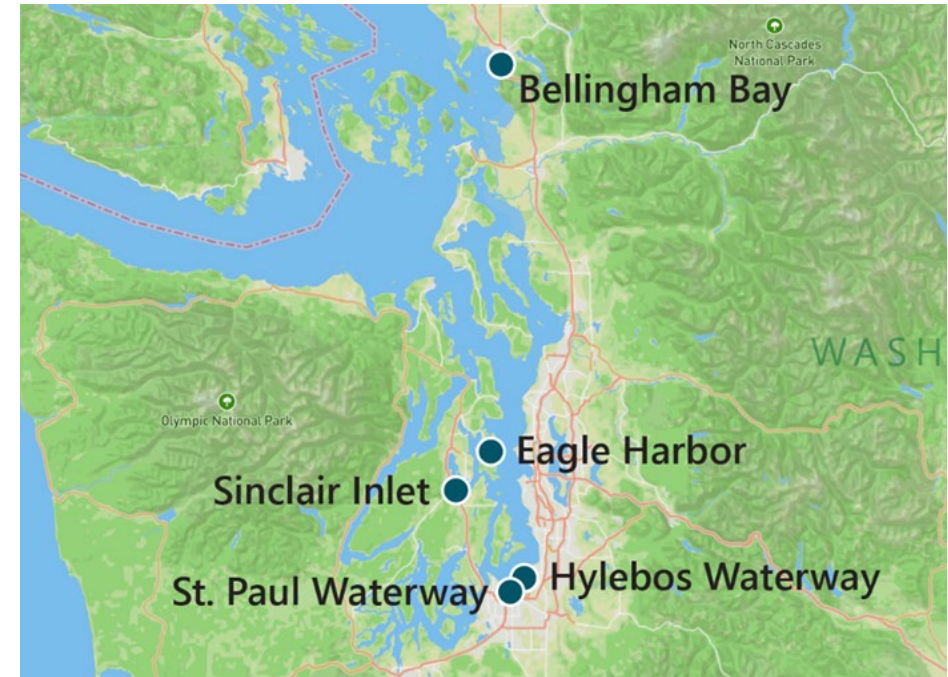 North Cascades
National Park
Bellingham Bay
WASH
Olympic National Park
Eagle Harbor
Sinclair Inlet
Hylebos Waterway
St. Paul Waterway